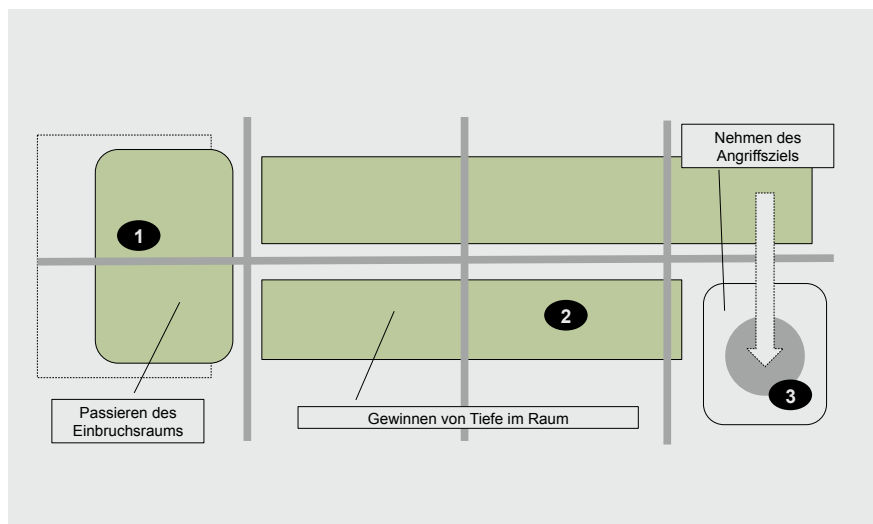 Nehmen des
Angriffsziels
1
2
3
Passieren des
Einbruchsraums
Gewinnen von Tiefe im Raum